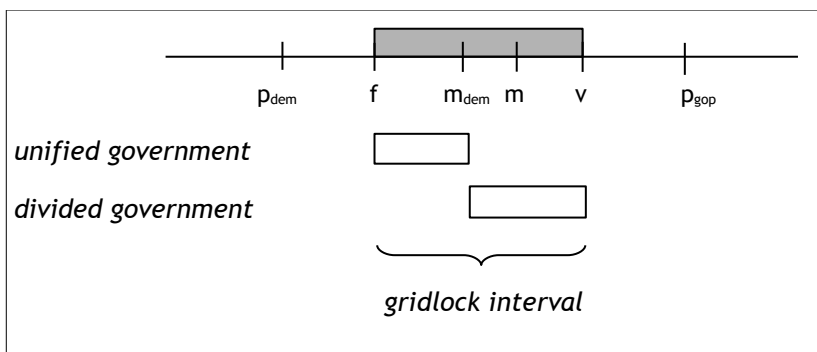 p_dem f m_dem m v p_gop
unified government
divided government
gridlock interval